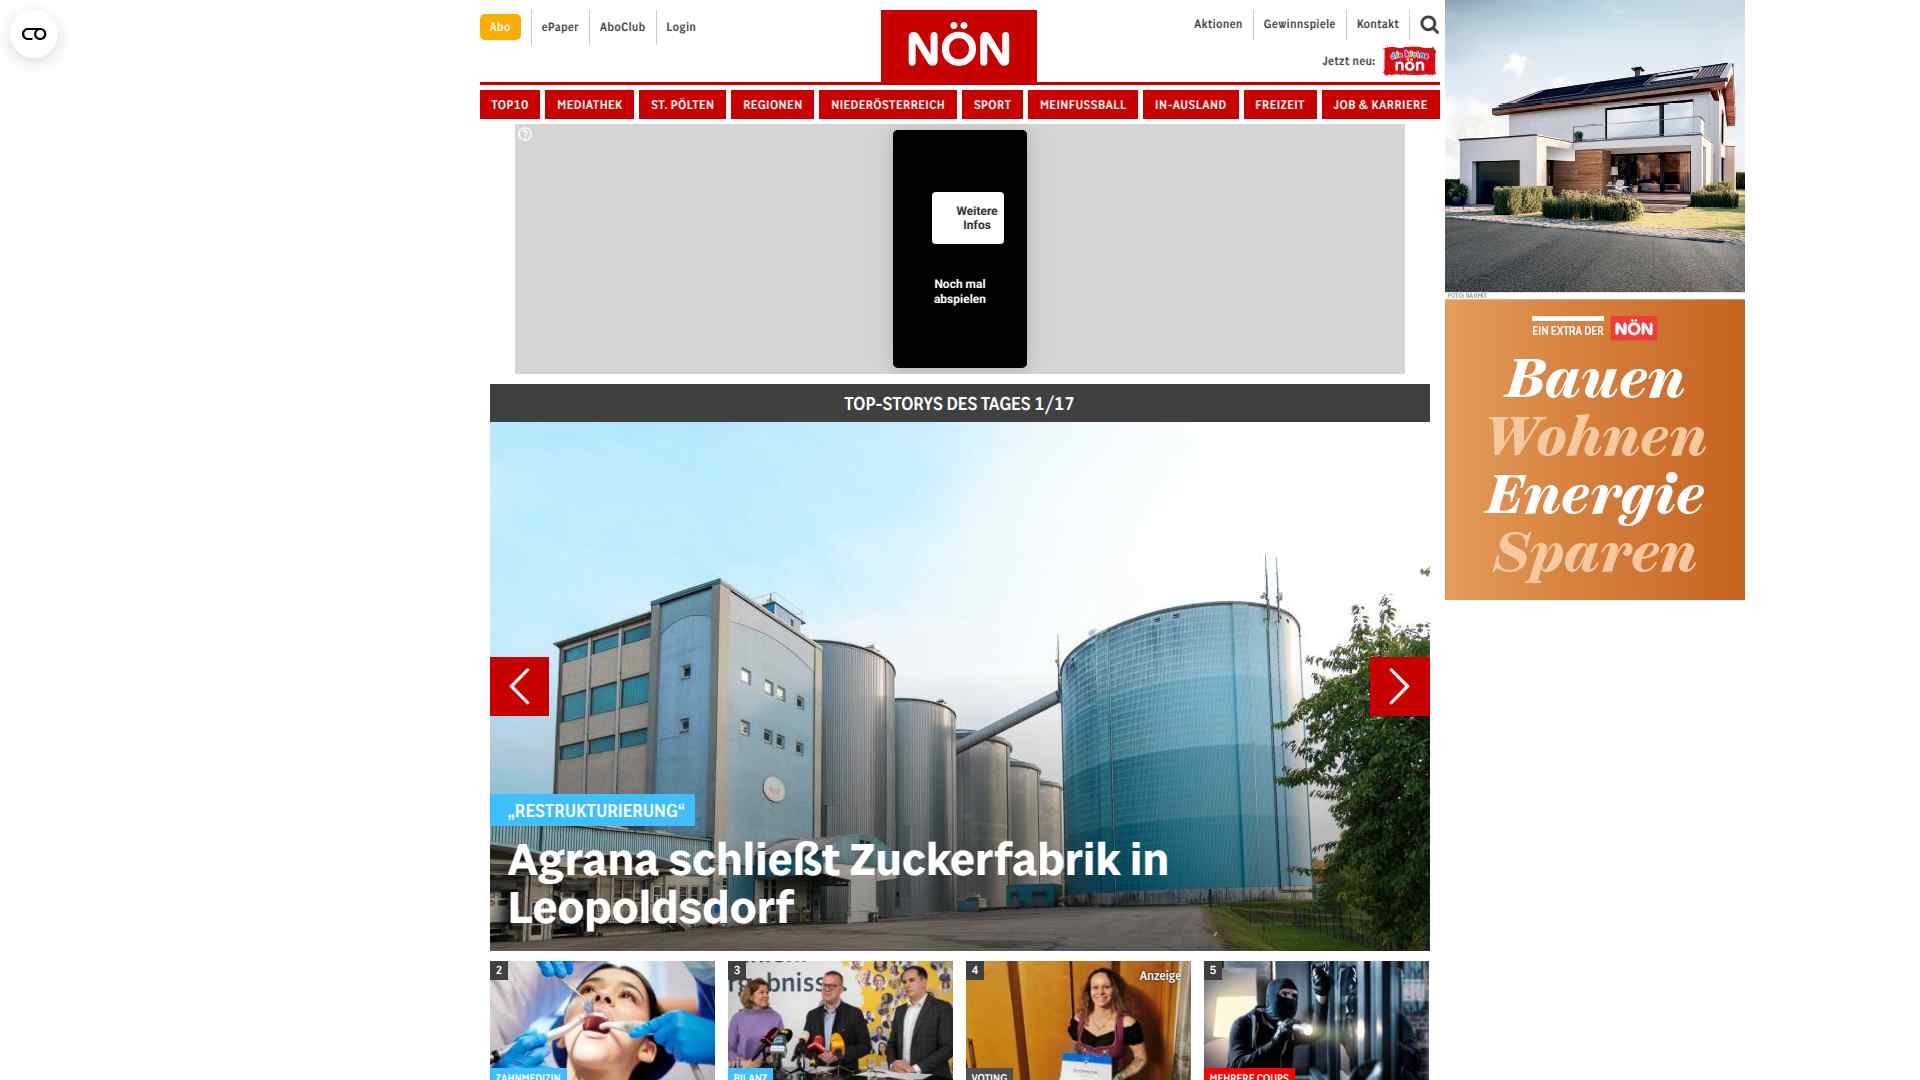 Abo
ePaper
AboClub
Login
NÖN
Aktionen
Gewinnspiele
Kontakt
Jetzt neu:
die kleine
nön
TOP10
MEDIATHEK
ST. PÖLTEN
REGIONEN
NIEDERÖSTERREICH
SPORT
MEINFUSSBALL
IN-AUSLAND
FREIZEIT
JOB & KARRIERE
Weitere
Infos
Noch mal
abspielen
EIN EXTRA DER NÖN
Bauen
Wohnen
Energie
Sparen
TOP-STORYS DES TAGES 1/17
„RESTRUKTURIERUNG“
Agrana schließt Zuckerfabrik in
Leopoldsdorf
2
ZAHNMEDIZIN
3
BILANZ
4
Anzeige
VOTING
5
MEHRERE COUPS